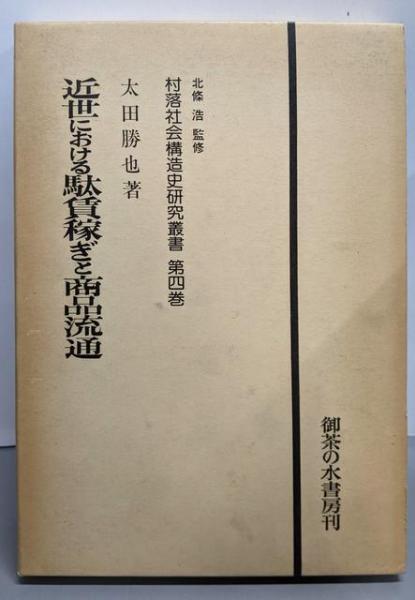 御茶の水書房刊
北條浩監修
村落社会構造史研究叢書 第四巻
太田勝也著
近世における駄賃稼ぎと商品流通